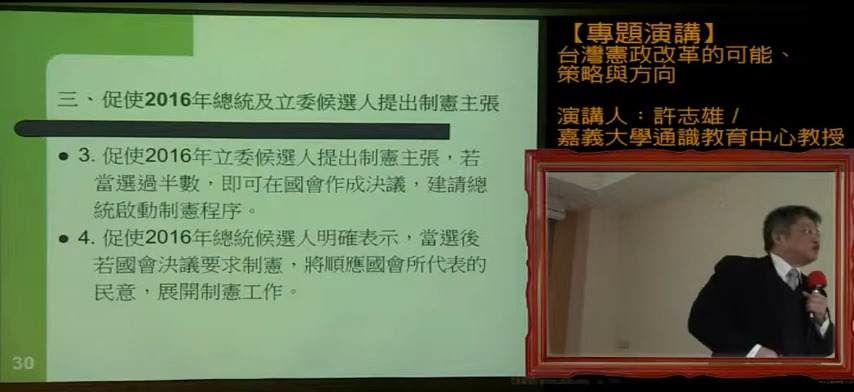 三、促使2016年總統及立委候選人提出制憲主張
● 3. 促使2016年立委候選人提出制憲主張，若
當選過半數，即可在國會作成決議，建請總
統啟動制憲程序。
● 4. 促使2016年總統候選人明確表示，當選後
若國會決議要求制憲，將順應國會所代表的
民意，展開制憲工作。
30
【專題演講】
台灣憲政改革的可能、
策略與方向
演講人：許志雄 /
嘉義大學通識教育中心教授